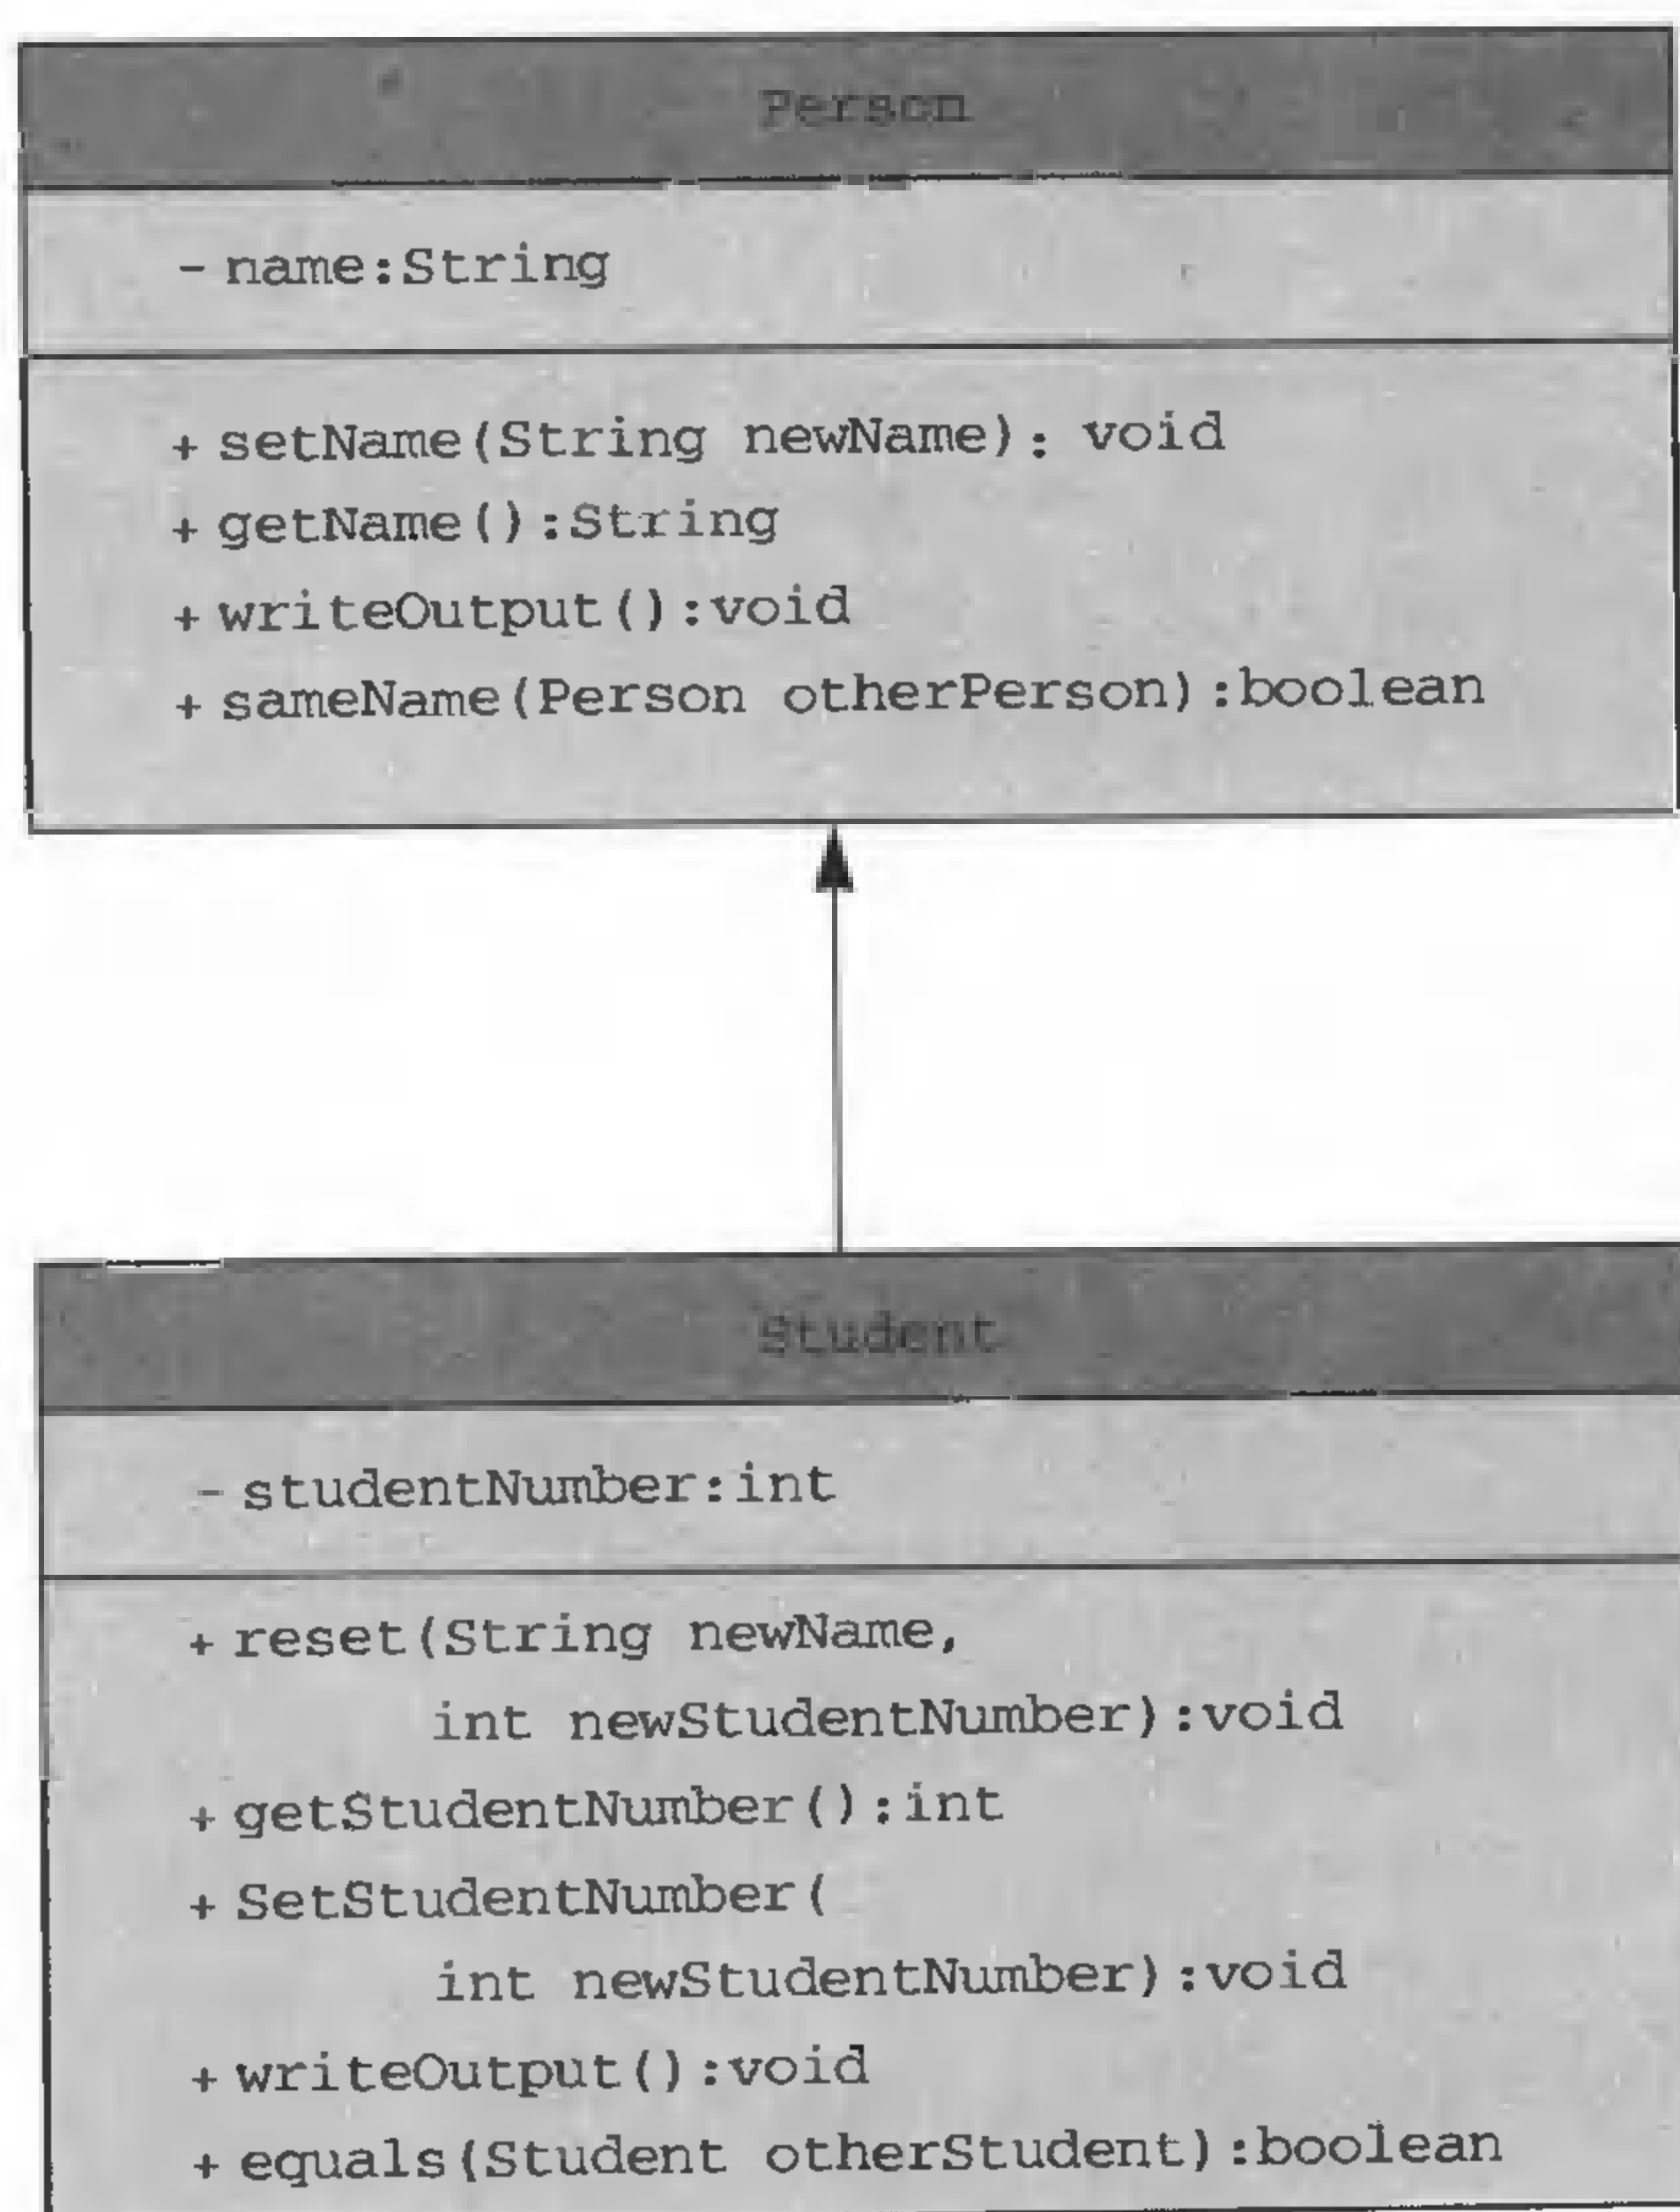 Person
- name:String
+ setName(String newName): void
+ getName():String
+ writeOutput():void
+ sameName(Person otherPerson):boolean
Student
- studentNumber:int
+ reset(String newName,
int newStudentNumber):void
+ getStudentNumber():int
+ SetStudentNumber(
int newStudentNumber):void
+ writeOutput():void
+ equals(Student otherStudent):boolean